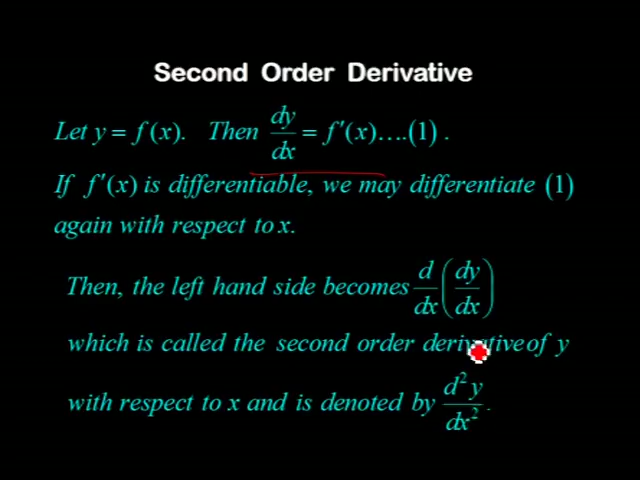 Second Order Derivative
Let y = f(x). Then dy/dx = f'(x)....(1) .
If f'(x) is differentiable, we may differentiate (1)
again with respect to x.
Then, the left hand side becomes d/dx (dy/dx)
which is called the second order derivative of y
with respect to x and is denoted by d²y/dx² .